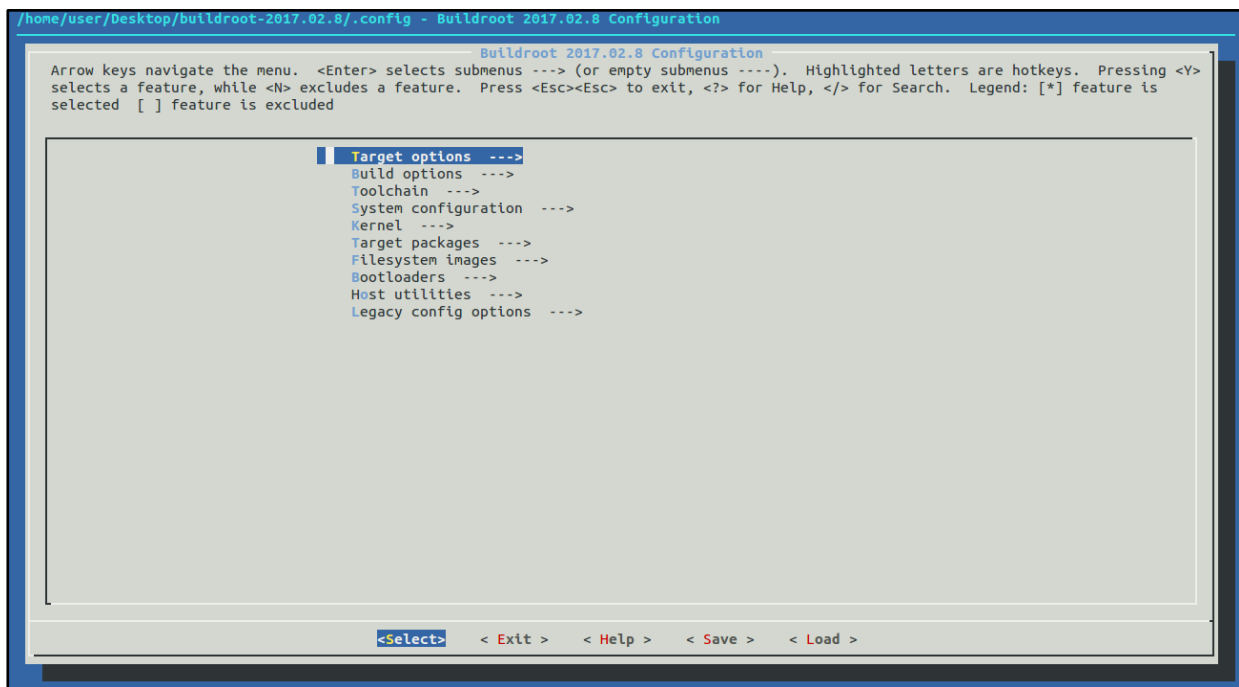 /home/user/Desktop/buildroot-2017.02.8/.config - Buildroot 2017.02.8 Configuration
Buildroot 2017.02.8 Configuration
Arrow keys navigate the menu.  <Enter> selects submenus ---> (or empty submenus ----).  Highlighted letters are hotkeys.  Pressing <Y>
selects a feature, while <N> excludes a feature.  Press <Esc><Esc> to exit, <?> for Help, </> for Search.  Legend: [*] feature is
selected  [ ] feature is excluded
Target options  --->
Build options  --->
Toolchain  --->
System configuration  --->
Kernel  --->
Target packages  --->
Filesystem images  --->
Bootloaders  --->
Host utilities  --->
Legacy config options  --->
<Select>    < Exit >    < Help >    < Save >    < Load >